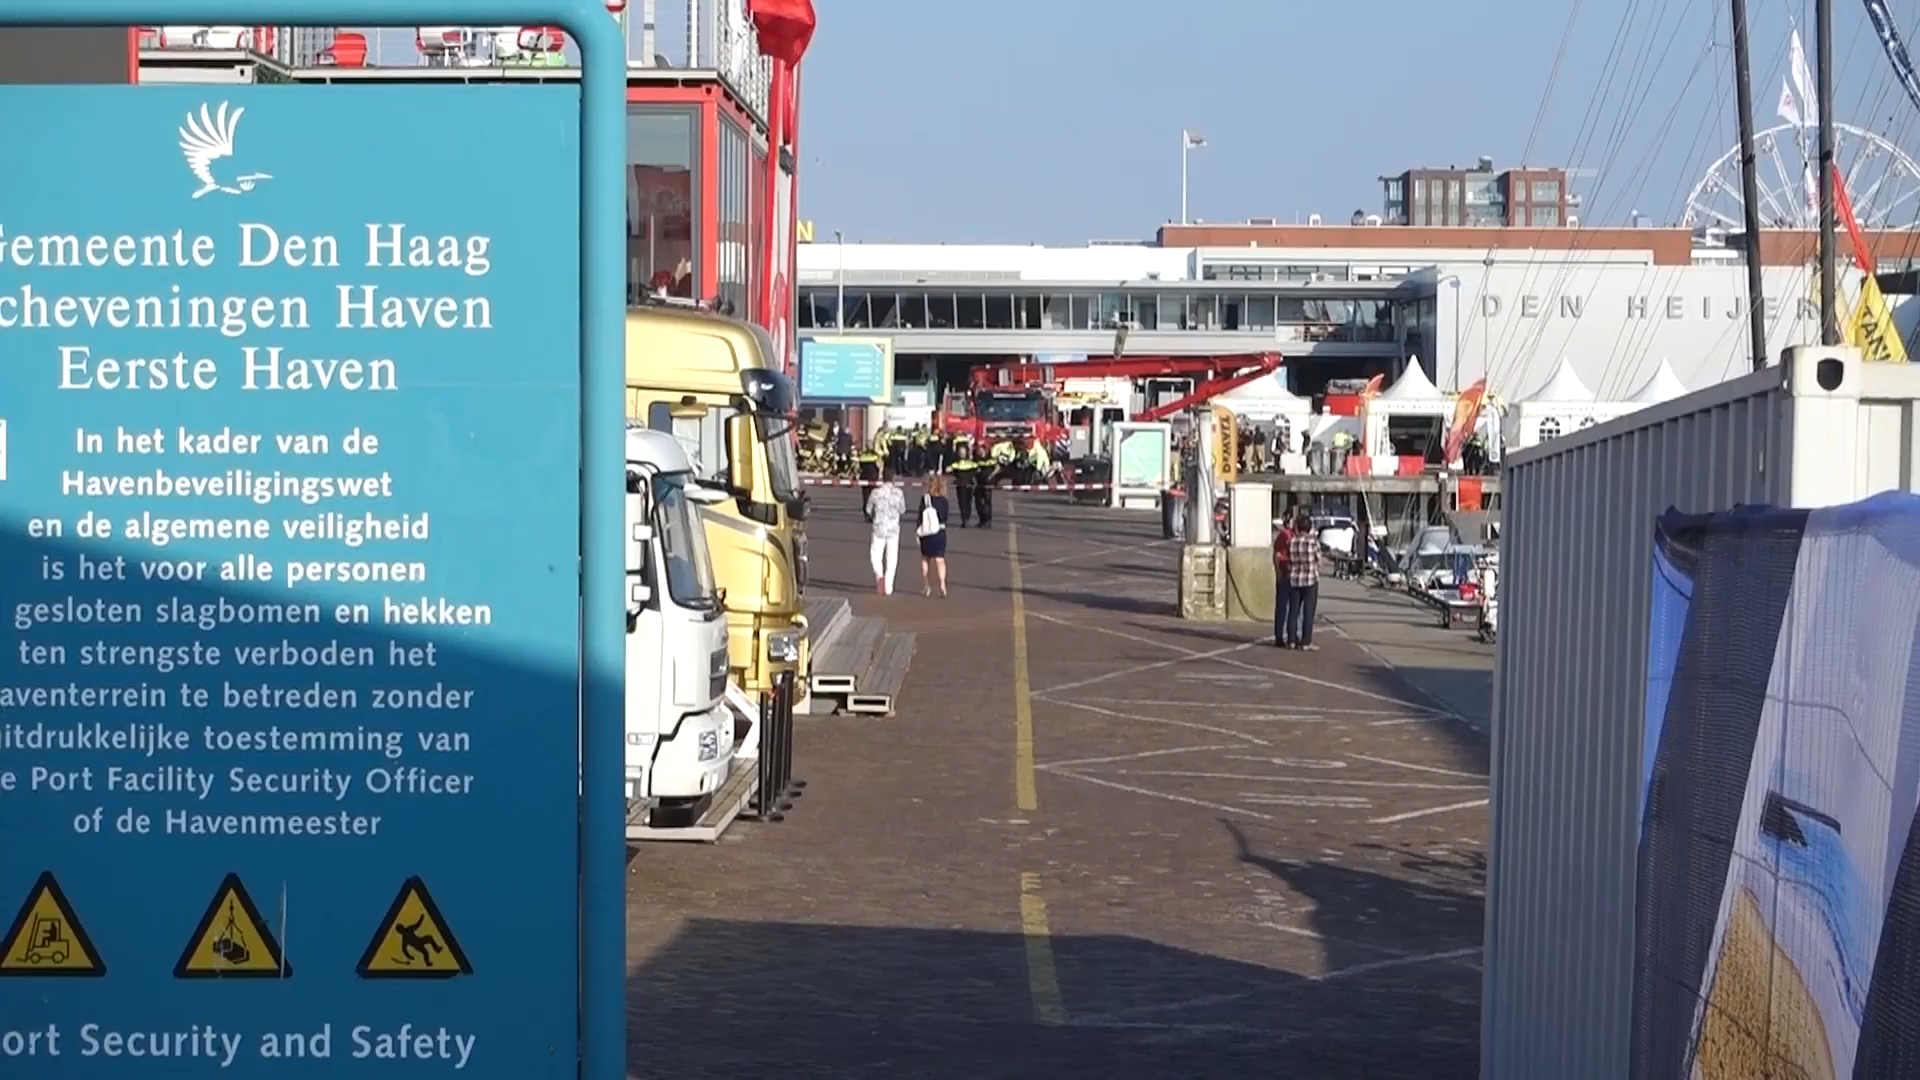 Gemeente Den Haag
Scheveningen Haven
Eerste Haven
In het kader van de
Havenbeveiligingswet
en de algemene veiligheid
is het voor alle personen
gesloten slagbomen en hekken
ten strengste verboden het
aventerrein te betreden zonder
itdrukkelijke toestemming van
e Port Facility Security Officer
of de Havenmeester
ort Security and Safety
N
DEN HEIJER